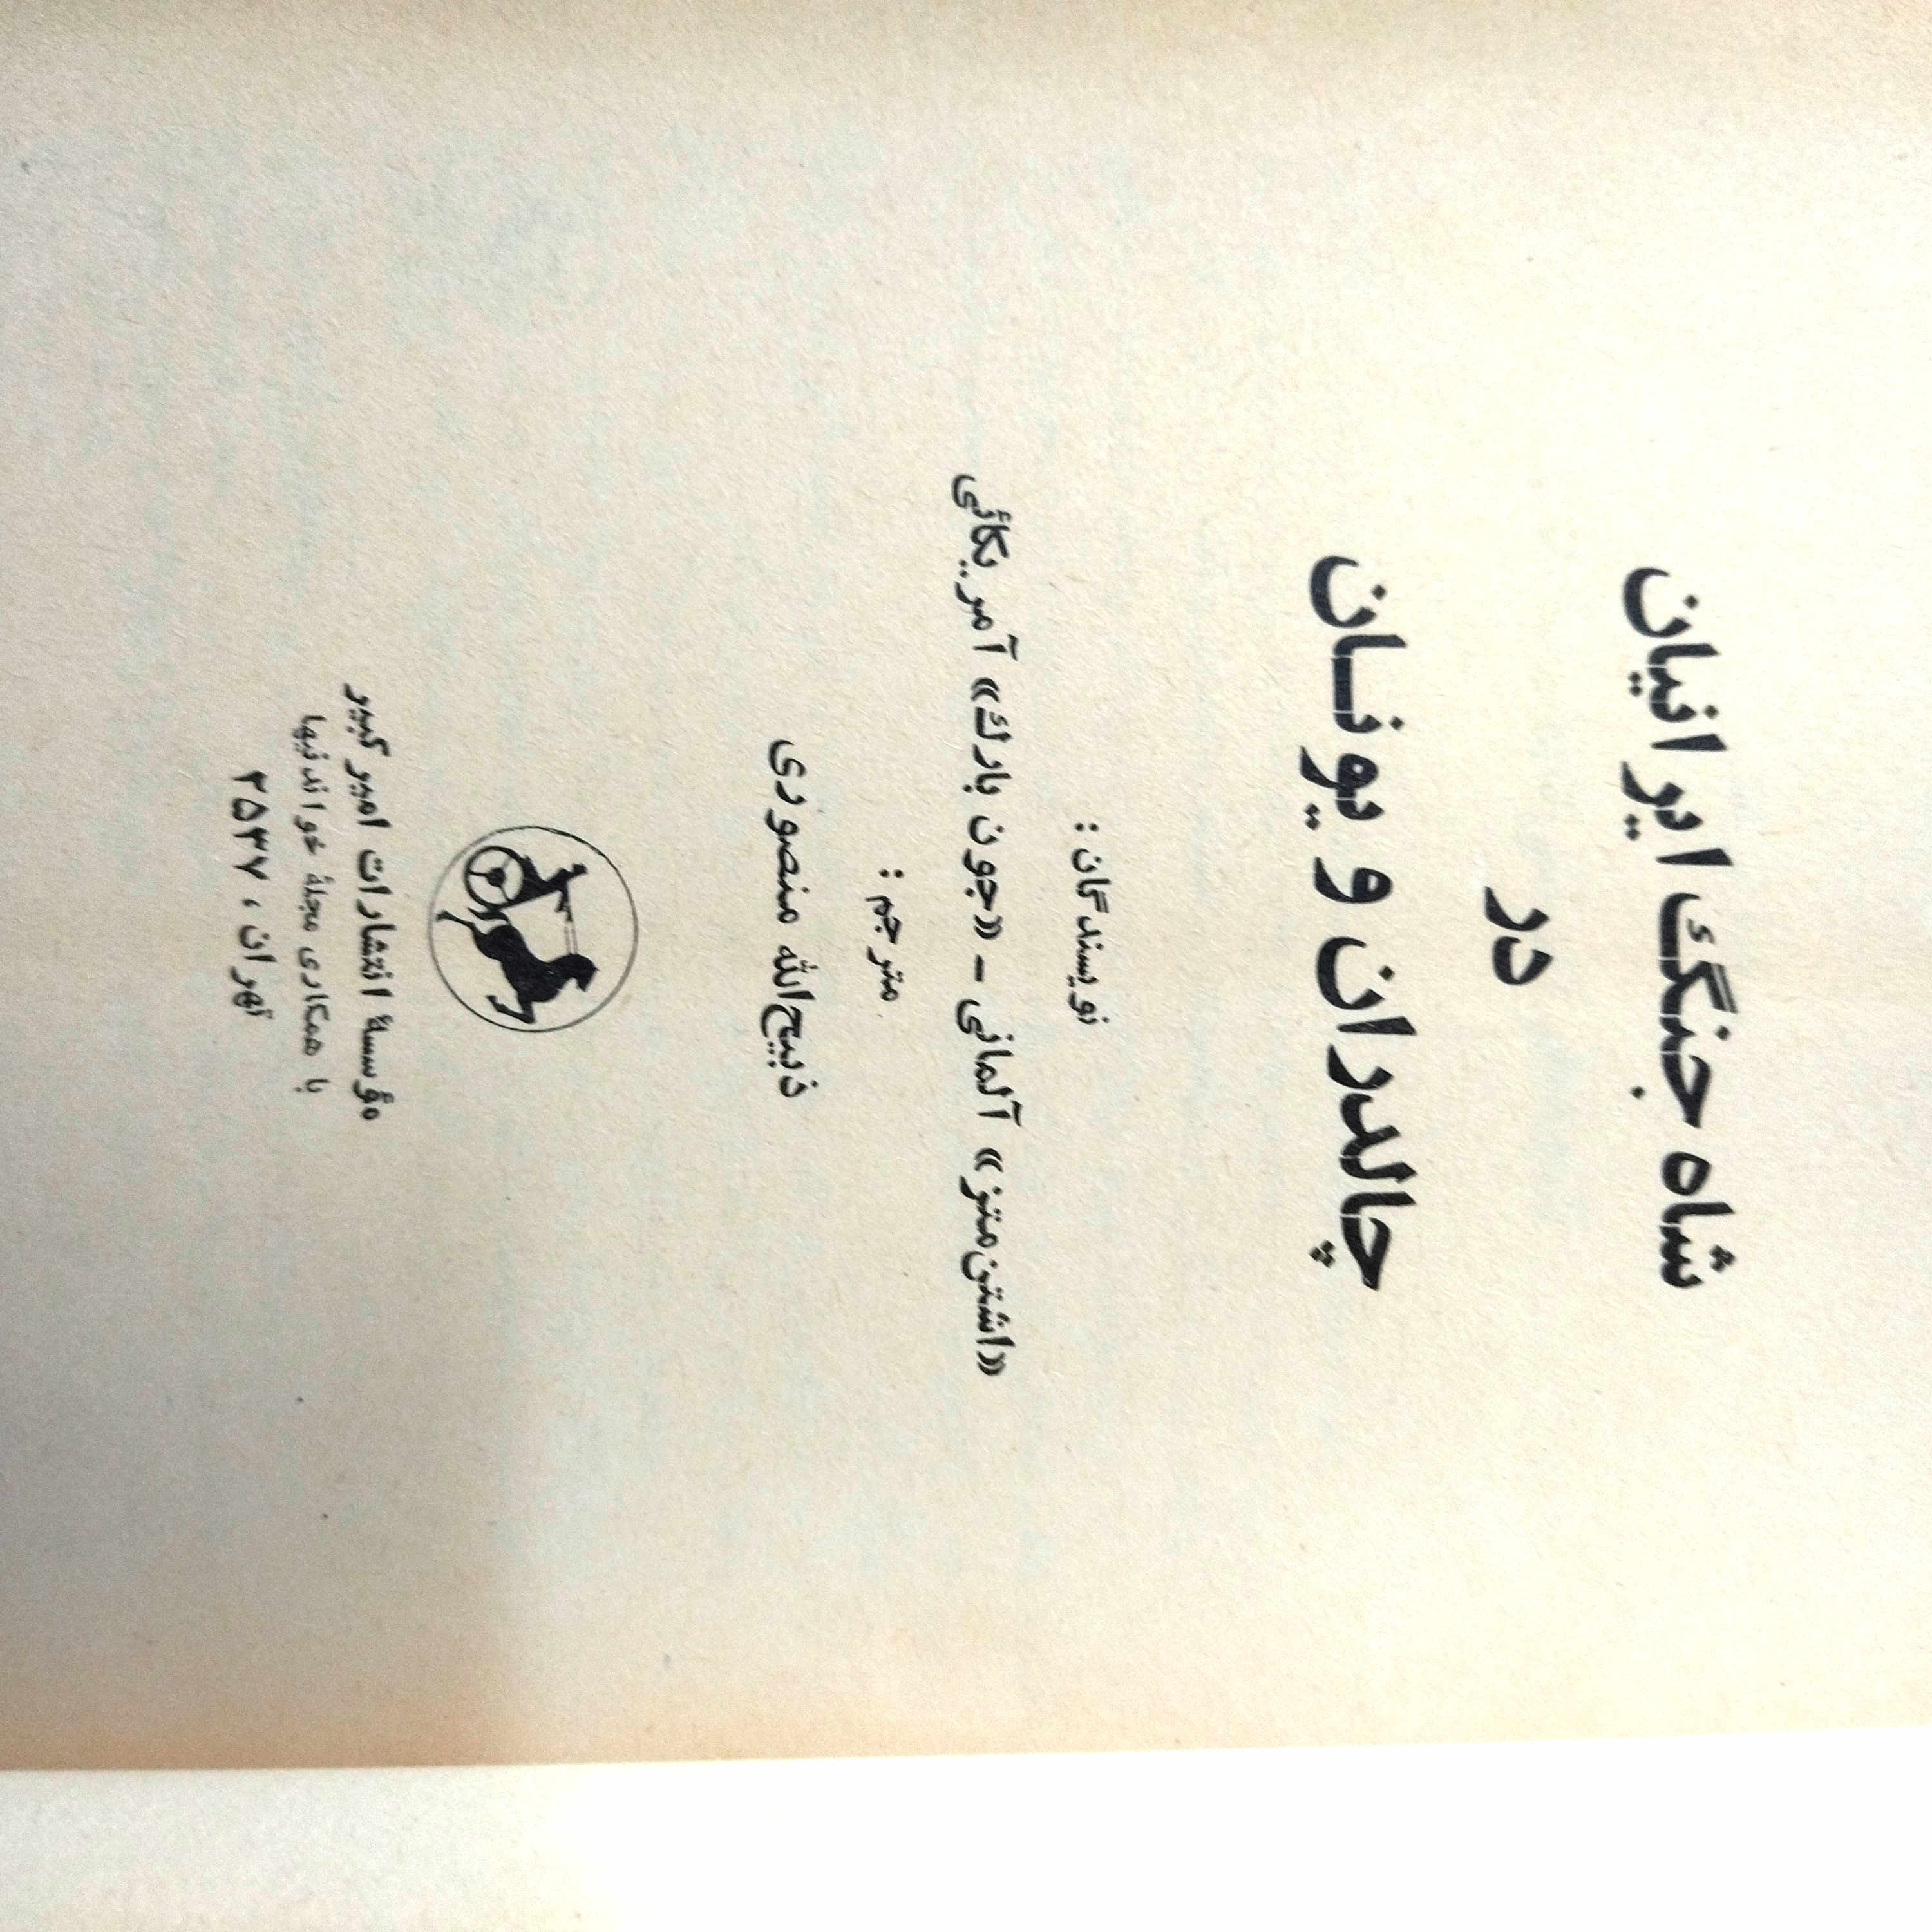 شاه جنگ ایرانیان
در
چالدران و یونان
نویسندگان:
«اشتن‌متز» آلمانی - «جون بارك» آمریکائی
مترجم:
ذبیح‌الله منصوری
مؤسسهٔ انتشارات امیر کبیر
با همکاری مجلهٔ خواندنیها
تهران، ۲۵۳۷